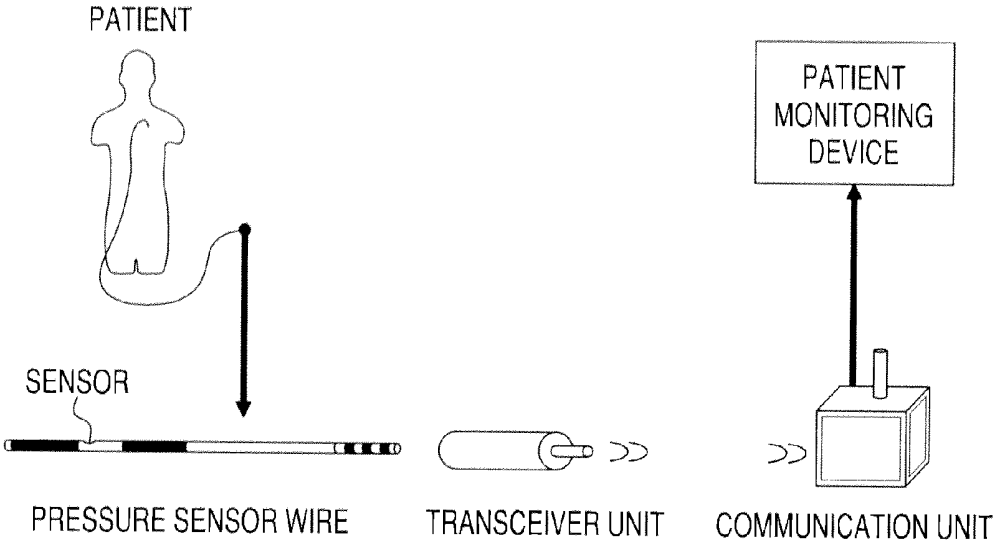 PATIENT
PATIENT
MONITORING
DEVICE
SENSOR
PRESSURE SENSOR WIRE
TRANSCEIVER UNIT
COMMUNICATION UNIT